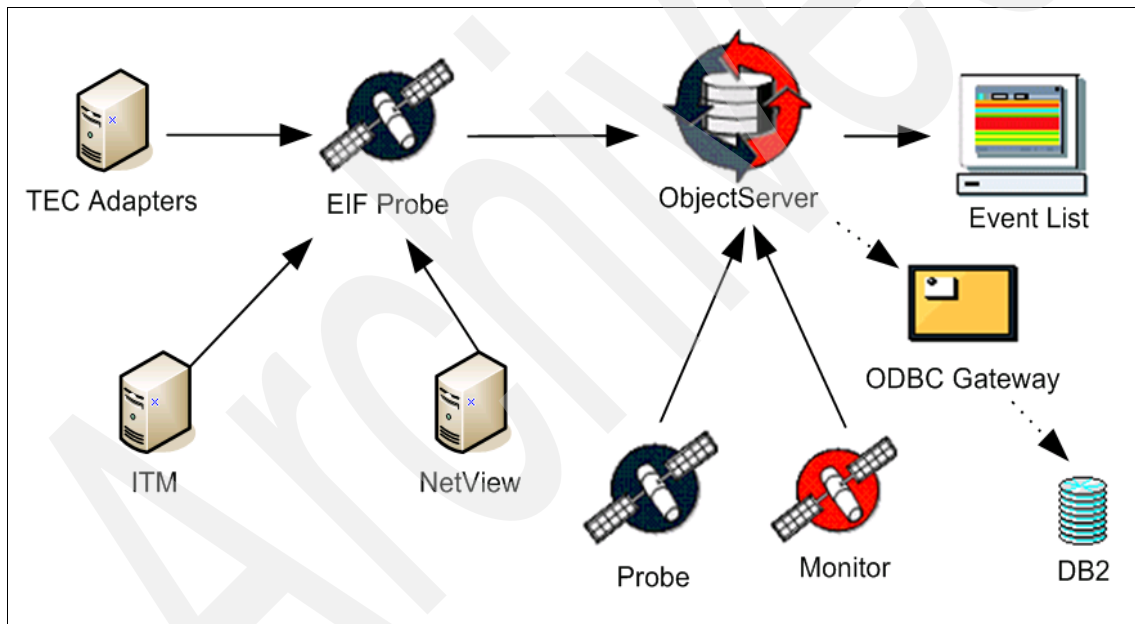 TEC Adapters
EIF Probe
ObjectServer
Event List
ODBC Gateway
ITM
NetView
Probe
Monitor
DB2
Archive